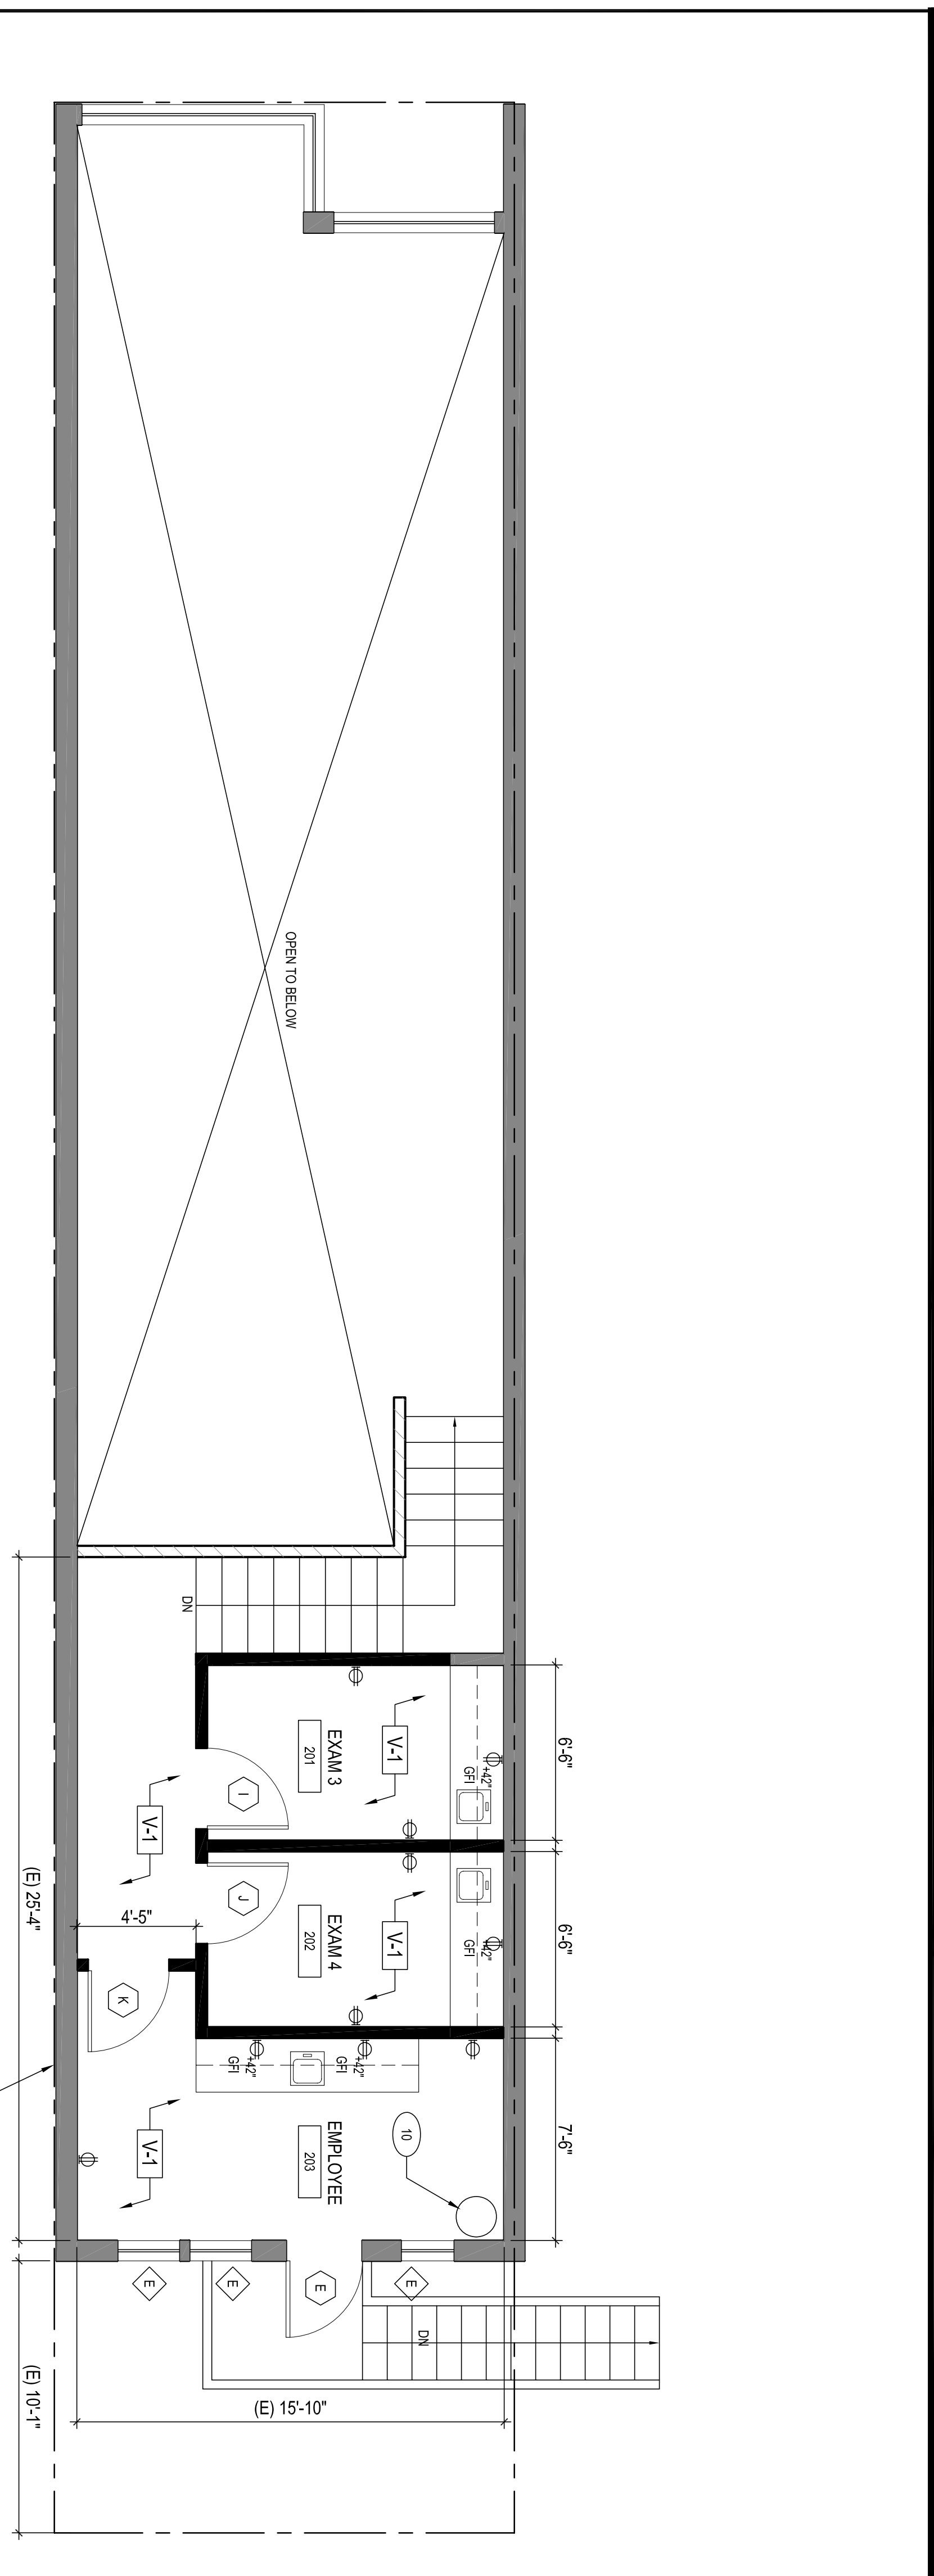 OPEN TO BELOW
DN
6'-6"
6'-6"
7'-6"
+42"
GFI
V-1
EXAM 3
201
I
V-1
+42"
GFI
V-1
EXAM 4
202
J
4'-5"
K
(E) 25'-4"
+42"
GFI
+42"
GFI
10
EMPLOYEE
203
V-1
E
E
E
E
DN
(E) 15'-10"
(E) 10'-1"